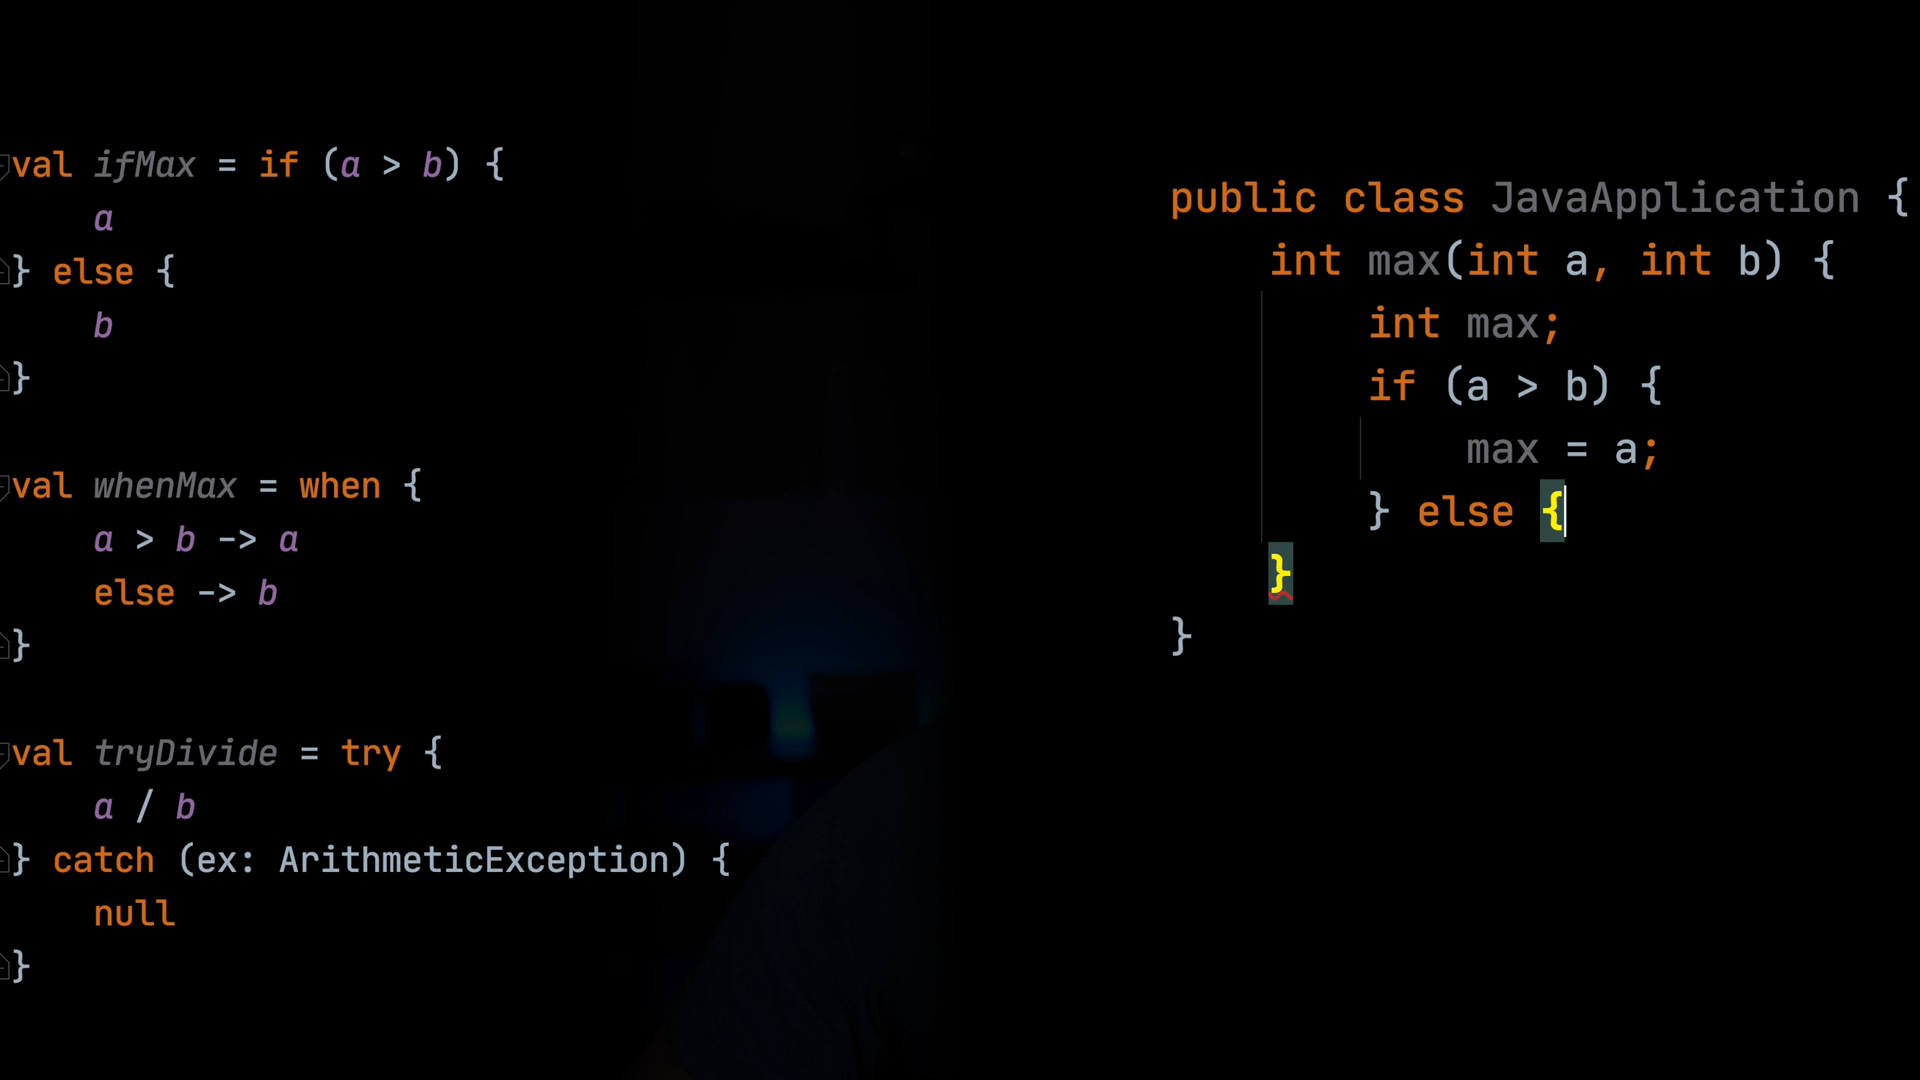 val ifMax = if (a > b) {
    a
} else {
    b
}
val whenMax = when {
    a > b -> a
    else -> b
}
val tryDivide = try {
    a / b
} catch (ex: ArithmeticException) {
    null
}
public class JavaApplication {
    int max(int a, int b) {
        int max;
        if (a > b) {
            max = a;
        } else {
    }
}